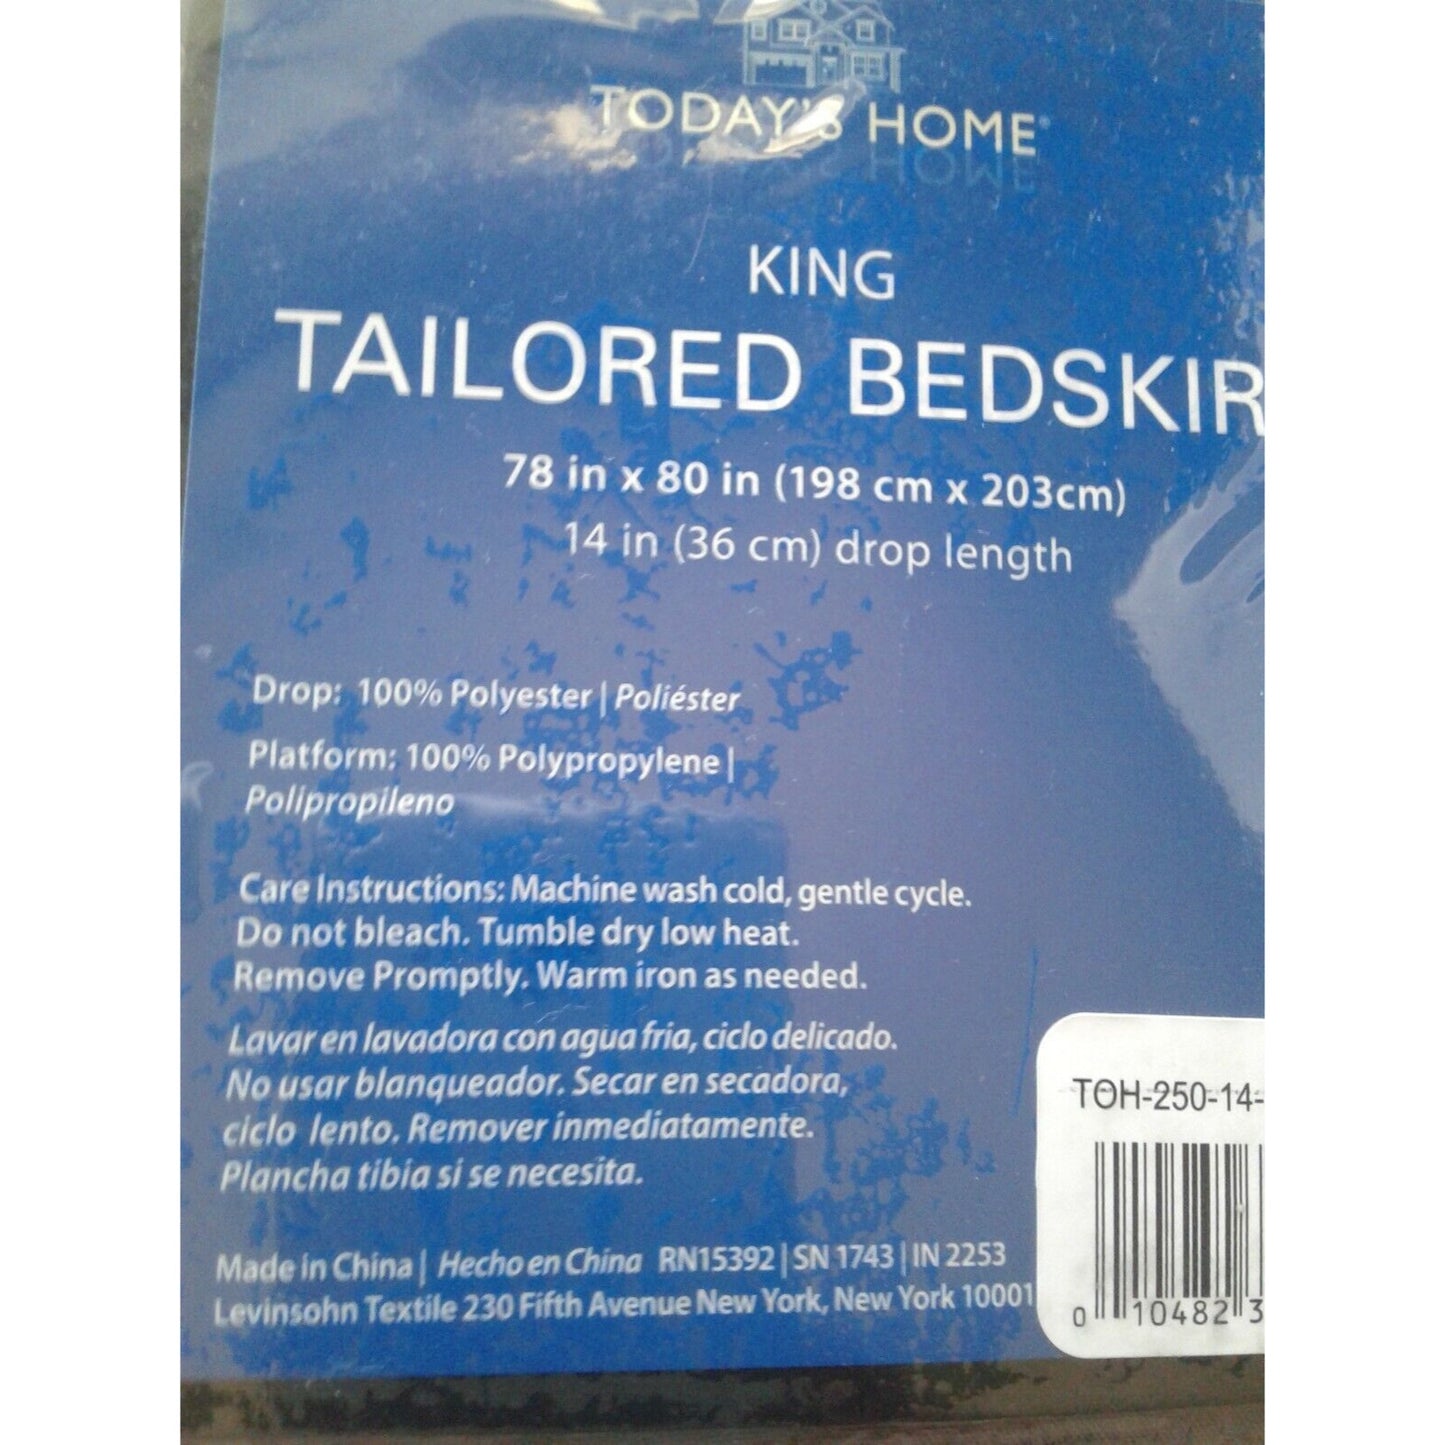 TODAY'S HOME®
KING
TAILORED BEDSKIR
78 in x 80 in (198 cm x 203cm)
14 in (36 cm) drop length
Drop: 100% Polyester | Poliéster
Platform: 100% Polypropylene |
Polipropileno
Care Instructions: Machine wash cold, gentle cycle.
Do not bleach. Tumble dry low heat.
Remove Promptly. Warm iron as needed.
Lavar en lavadora con agua fria, ciclo delicado.
No usar blanqueador. Secar en secadora,
ciclo lento. Remover inmediatamente.
Plancha tibia si se necesita.
TOH-250-14-
0 10482 3
Made in China | Hecho en China RN15392 | SN 1743 | IN 2253
Levinsohn Textile 230 Fifth Avenue New York, New York 10001